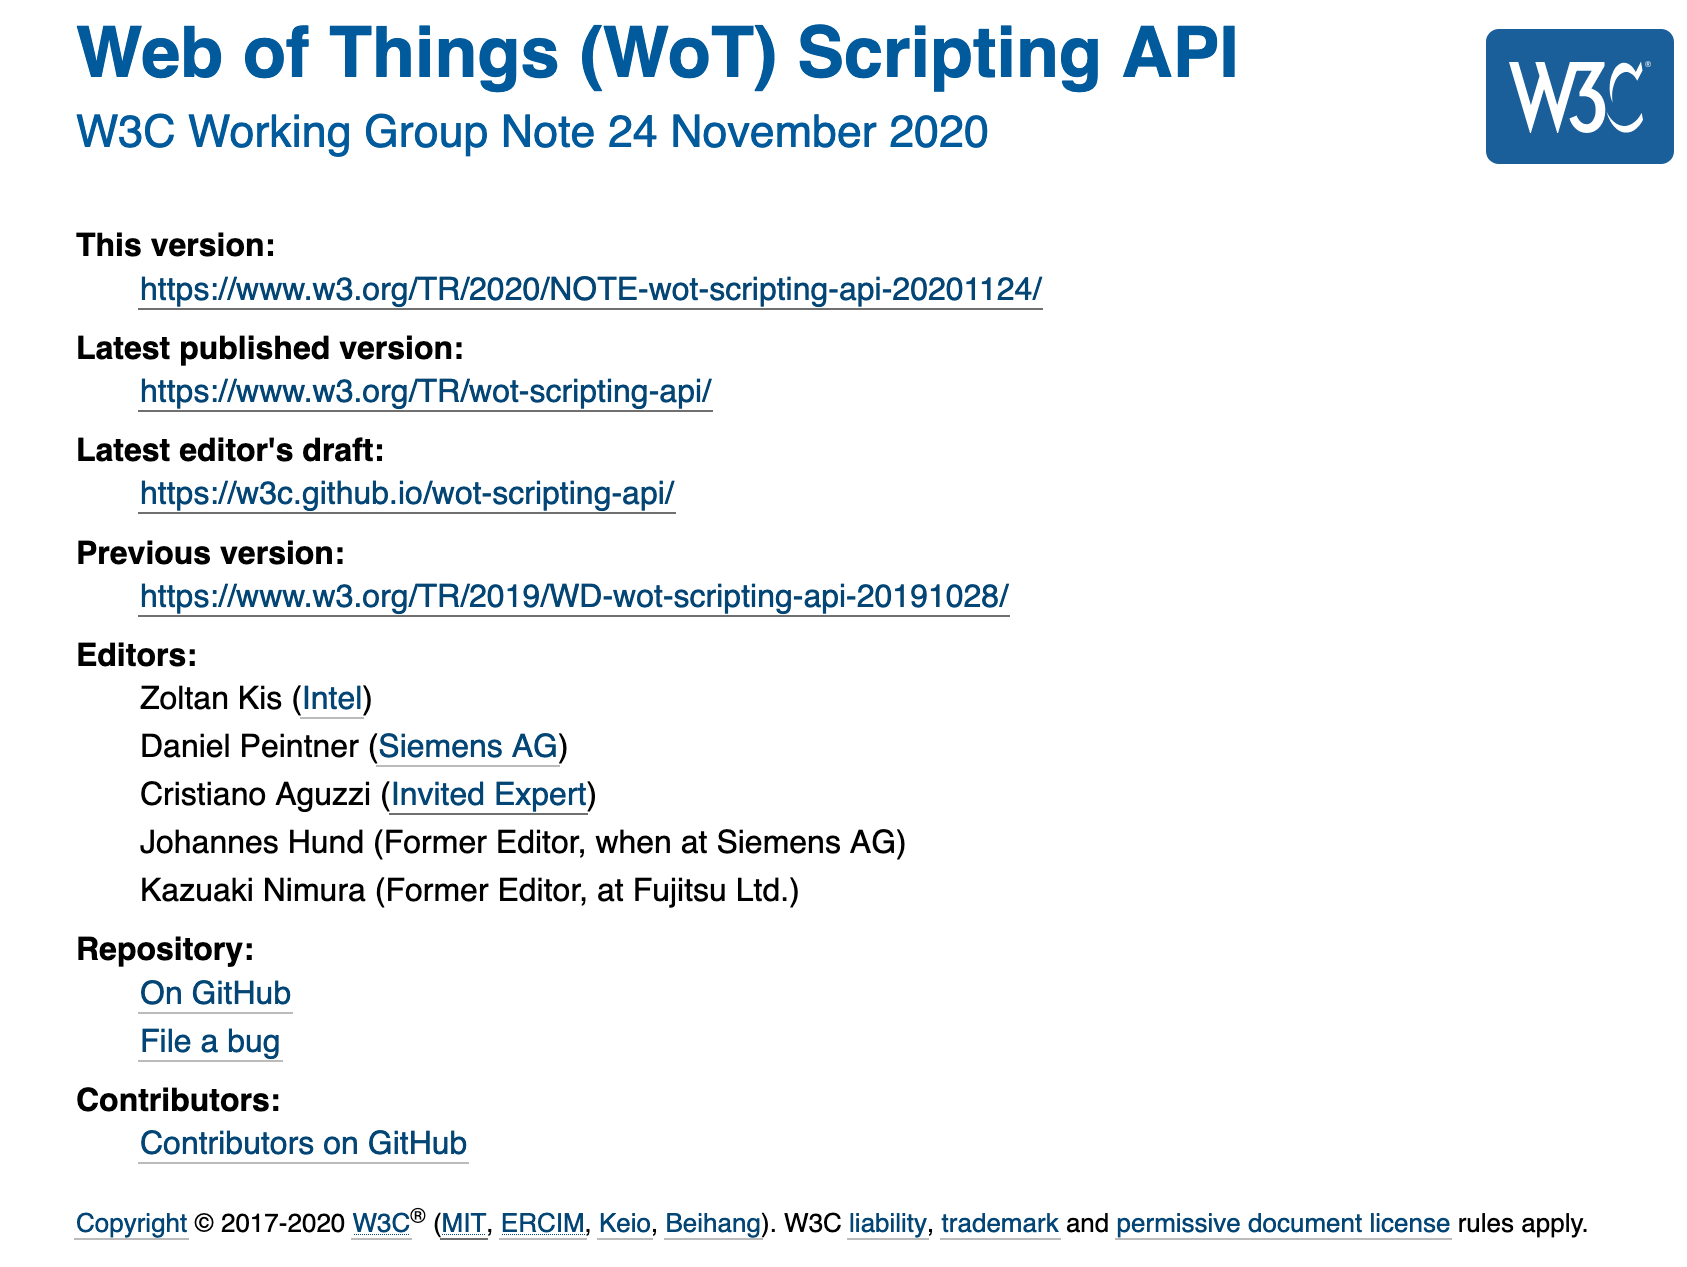 Web of Things (WoT) Scripting API
W3C®
W3C Working Group Note 24 November 2020
This version:
https://www.w3.org/TR/2020/NOTE-wot-scripting-api-20201124/
Latest published version:
https://www.w3.org/TR/wot-scripting-api/
Latest editor's draft:
https://w3c.github.io/wot-scripting-api/
Previous version:
https://www.w3.org/TR/2019/WD-wot-scripting-api-20191028/
Editors:
Zoltan Kis (Intel)
Daniel Peintner (Siemens AG)
Cristiano Aguzzi (Invited Expert)
Johannes Hund (Former Editor, when at Siemens AG)
Kazuaki Nimura (Former Editor, at Fujitsu Ltd.)
Repository:
On GitHub
File a bug
Contributors:
Contributors on GitHub
Copyright © 2017-2020 W3C® (MIT, ERCIM, Keio, Beihang). W3C liability, trademark and permissive document license rules apply.